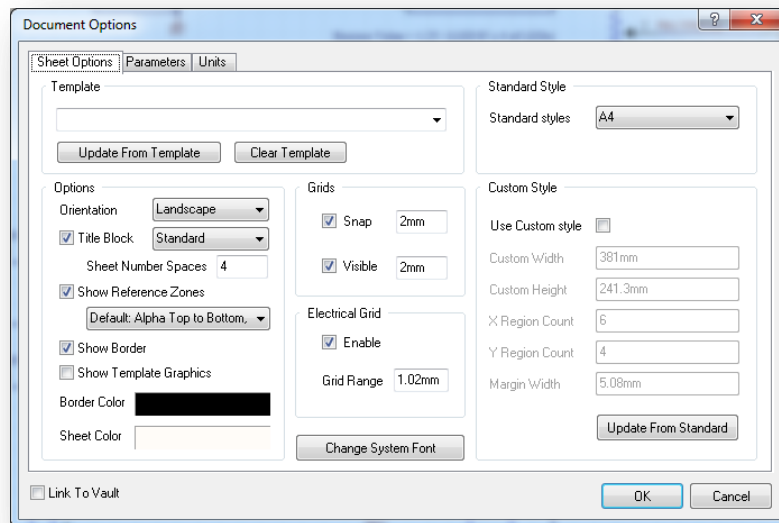 Document Options
Sheet Options Parameters Units
Template
Update From Template Clear Template
Standard Style
Standard styles A4
Options
Orientation Landscape
Title Block Standard
Sheet Number Spaces 4
Show Reference Zones
Default: Alpha Top to Bottom,
Show Border
Show Template Graphics
Border Color
Sheet Color
Grids
Snap 2mm
Visible 2mm
Electrical Grid
Enable
Grid Range 1.02mm
Change System Font
Custom Style
Use Custom style
Custom Width 381mm
Custom Height 241.3mm
X Region Count 6
Y Region Count 4
Margin Width 5.08mm
Update From Standard
Link To Vault
OK Cancel